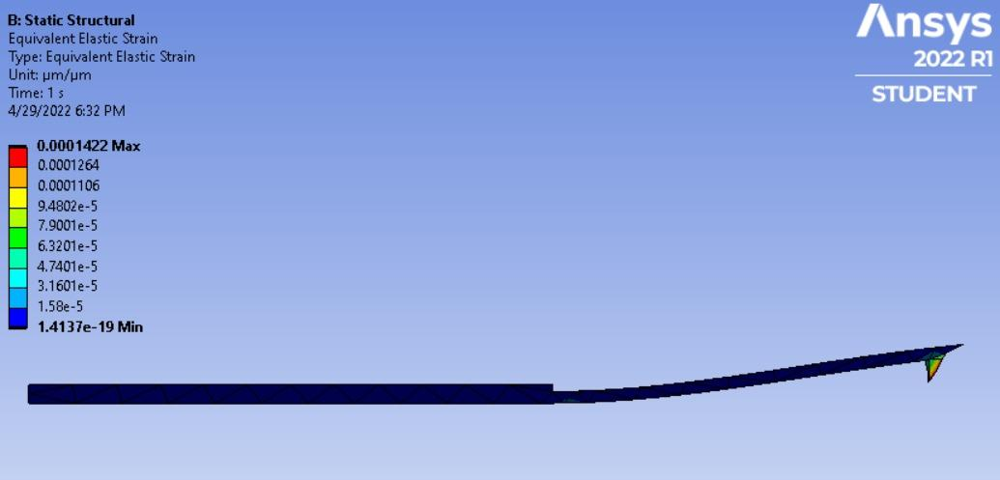 B: Static Structural
Equivalent Elastic Strain
Type: Equivalent Elastic Strain
Unit: µm/µm
Time: 1 s
4/29/2022 6:32 PM
0.0001422 Max
0.0001264
0.0001106
9.4802e-5
7.9001e-5
6.3201e-5
4.7401e-5
3.1601e-5
1.58e-5
1.4137e-19 Min
Ansys
2022 R1
STUDENT